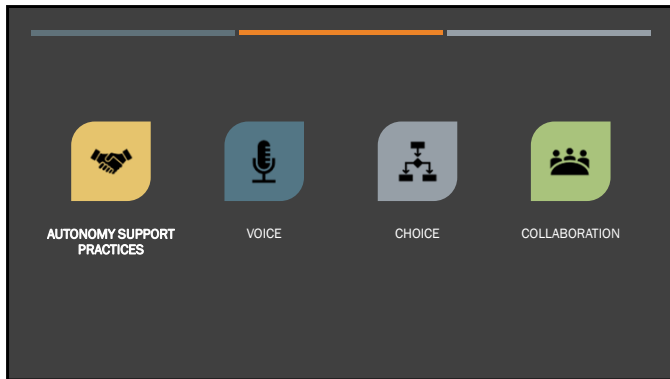 AUTONOMY SUPPORT
PRACTICES
VOICE
CHOICE
COLLABORATION